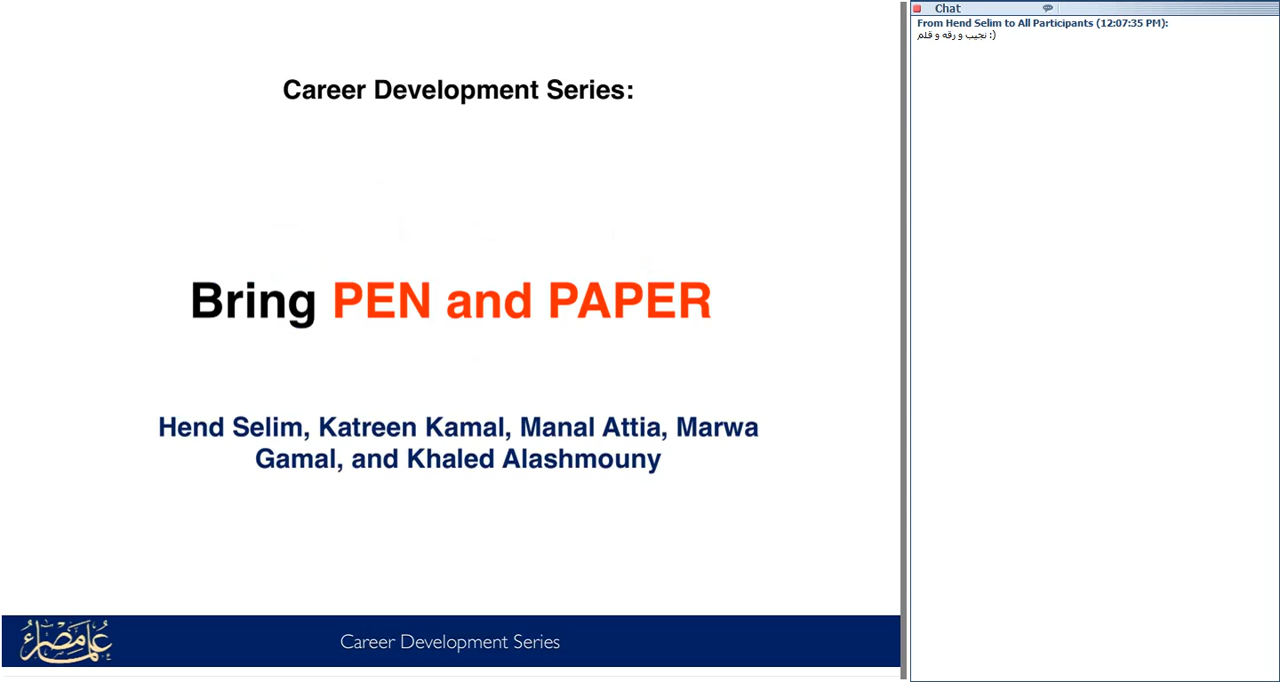 Career Development Series:
Bring PEN and PAPER
Hend Selim, Katreen Kamal, Manal Attia, Marwa
Gamal, and Khaled Alashmouny
علماء مصر
Career Development Series
Chat
From Hend Selim to All Participants (12:07:35 PM):
نجيب و رقه و قلم :)